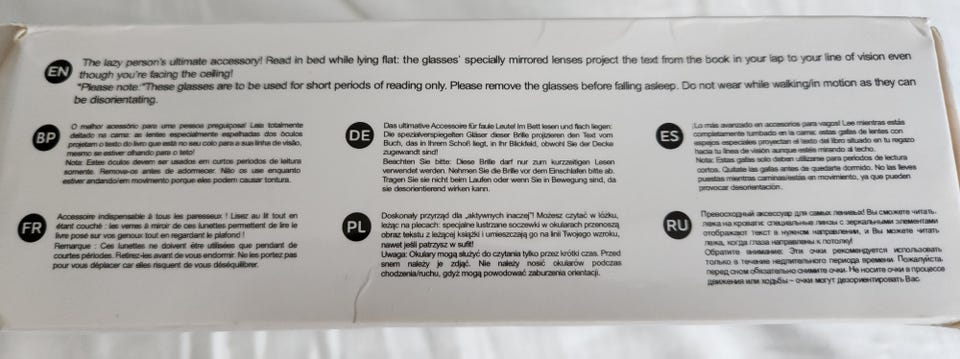 EN
The lazy person's ultimate accessory! Read in bed while lying flat: the glasses' specially mirrored lenses project the text from the book in your lap to your line of vision even
though you're facing the ceiling!
*Please note:*These glasses are to be used for short periods of reading only. Please remove the glasses before falling asleep. Do not wear while walking/in motion as they can
be disorientating.
BP
O melhor acessório para uma pessoa preguiçosa! Leia totalmente
deitado na cama: as lentes especialmente espelhadas dos óculos
projetam o texto do livro que está no seu colo para a sua linha de visão,
mesmo se estiver olhando para o teto!
Nota: Estes óculos devem ser usados em curtos períodos de leitura
somente. Remova-os antes de adormecer. Não os use enquanto
estiver andando/em movimento porque eles podem causar tontura.
DE
Das ultimative Accessoire für faule Leute! Im Bett lesen und flach liegen:
Die spezialverspiegelten Gläser dieser Brille projizieren den Text vom
Buch, das in Ihrem Schoß liegt, in Ihr Blickfeld, obwohl Sie der Decke
zugewandt sind!
Beachten Sie bitte: Diese Brille darf nur zum kurzzeitigen Lesen
verwendet werden. Nehmen Sie die Brille vor dem Einschlafen bitte ab.
Tragen Sie sie nicht beim Laufen oder wenn Sie in Bewegung sind, da
sie desorientierend wirken kann.
ES
¡Lo más avanzado en accesorios para vagos! Lee mientras estás
completamente tumbado en la cama: estas gafas de lentes con
espejos especiales proyectan el texto del libro situado en tu regazo
hacia tu línea de visión aunque estés mirando al techo.
Nota: Estas gafas solo deben utilizarse para periodos de lectura
cortos. Quítate las gafas antes de quedarte dormido. No las lleves
puestas mientras caminas/estás en movimiento, ya que pueden
provocar desorientación.
FR
Accessoire indispensable à tous les paresseux ! Lisez au lit tout en
étant couché : les verres à miroir de ces lunettes permettent de lire le
livre posé sur vos genoux tout en regardant le plafond !
Remarque : Ces lunettes ne doivent être utilisées que pendant de
courtes périodes. Retirez-les avant de vous endormir. Ne les portez pas
pour vous déplacer car elles risquent de vous déséquilibrer.
PL
Doskonały przyrząd dla „aktywnych inaczej”! Możesz czytać w łóżku,
leżąc na plecach: specjalne lustrzane soczewki w okularach przenoszą
obraz tekstu z leżącej książki i umieszczają go na linii Twojego wzroku,
nawet jeśli patrzysz w sufit!
Uwaga: Okulary mogą służyć do czytania tylko przez krótki czas. Przed
snem należy je zdjąć. Nie należy nosić okularów podczas
chodzenia/ruchu, gdyż mogą powodować zaburzenia orientacji.
RU
Превосходный аксессуар для самых ленивых! Вы сможете читать,
лежа на кровати: специальные линзы с зеркальными элементами
отображают текст в нужном направлении, и Вы можете читать
лежа, когда глаза направлены к потолку!
Обратите внимание: Эти очки рекомендуется использовать
только в течение недлительного периода времени. Пожалуйста,
перед сном обязательно снимите очки. Не носите очки в процессе
движения или ходьбы – очки могут дезориентировать Вас.